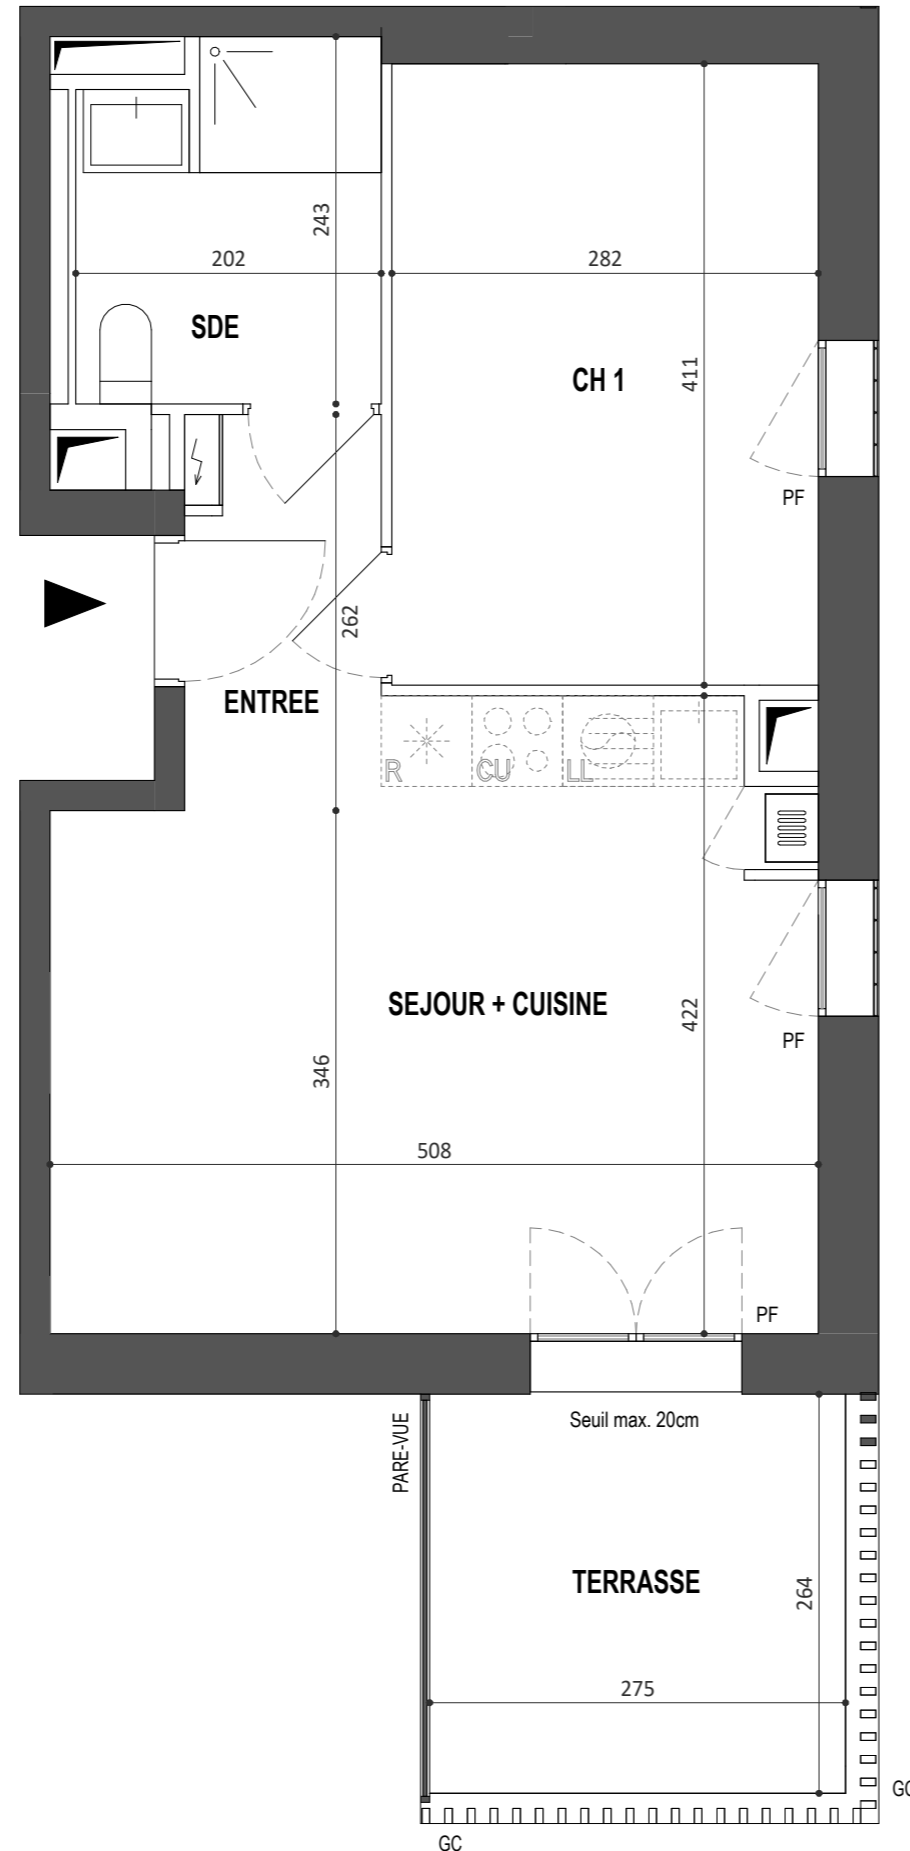 243
202
282
SDE
CH 1
411
PF
262
ENTREE
R
CU
LL
SEJOUR + CUISINE
422
PF
346
508
PF
PARE-VUE
Seuil max. 20cm
TERRASSE
264
275
GC
GC